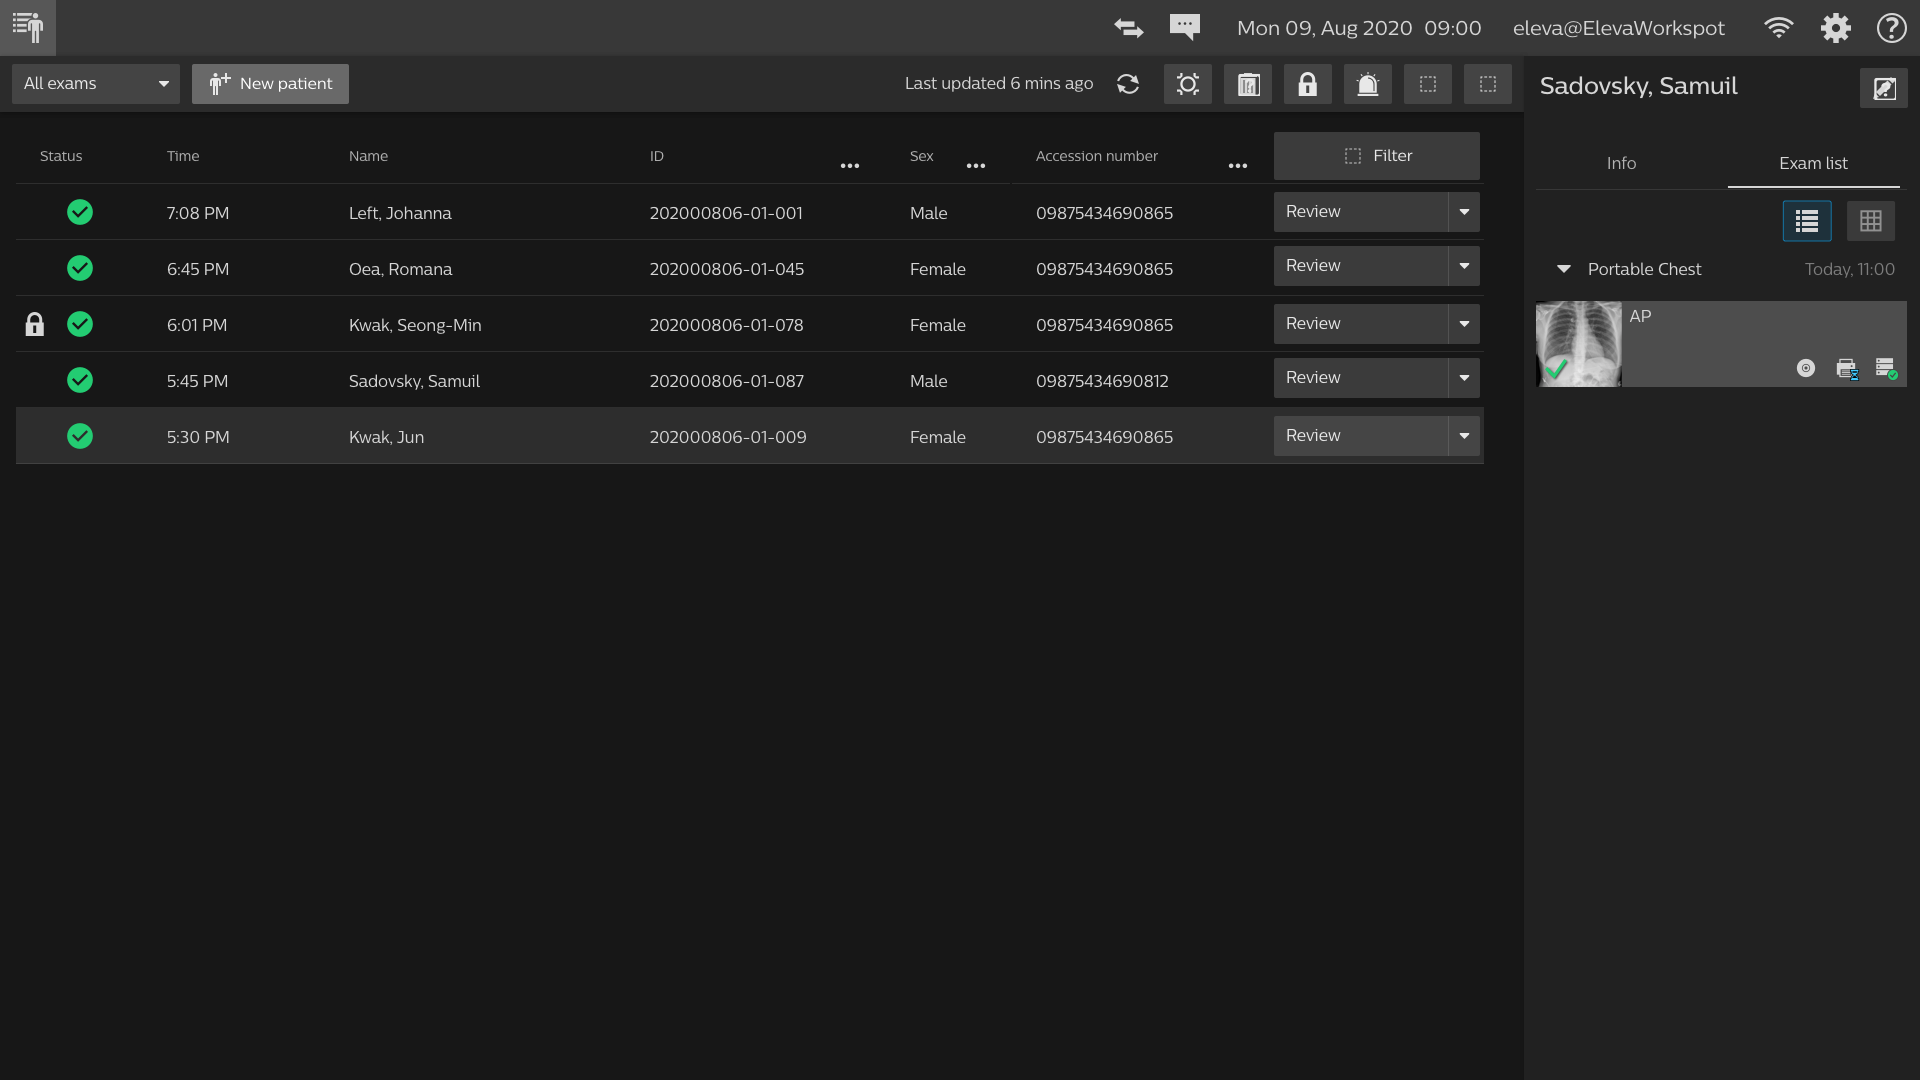 Mon 09, Aug 2020 09:00 eleva@ElevaWorkspot
All exams New patient Last updated 6 mins ago
Sadovsky, Samuil
Status Time Name ID ... Sex ... Accession number ... Filter
7:08 PM Left, Johanna 202000806-01-001 Male 09875434690865 Review
6:45 PM Oea, Romana 202000806-01-045 Female 09875434690865 Review
6:01 PM Kwak, Seong-Min 202000806-01-078 Female 09875434690865 Review
5:45 PM Sadovsky, Samuil 202000806-01-087 Male 09875434690812 Review
5:30 PM Kwak, Jun 202000806-01-009 Female 09875434690865 Review
Info Exam list
Portable Chest Today, 11:00
AP